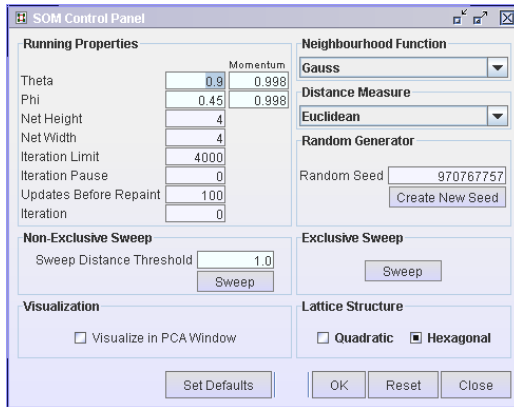 SOM Control Panel
Running Properties
Momentum
Theta 0.9 0.998
Phi 0.45 0.998
Net Height 4
Net Width 4
Iteration Limit 4000
Iteration Pause 0
Updates Before Repaint 100
Iteration 0
Neighbourhood Function
Gauss
Distance Measure
Euclidean
Random Generator
Random Seed 970767757
Create New Seed
Non-Exclusive Sweep
Sweep Distance Threshold 1.0
Sweep
Exclusive Sweep
Sweep
Visualization
Visualize in PCA Window
Lattice Structure
Quadratic Hexagonal
Set Defaults OK Reset Close